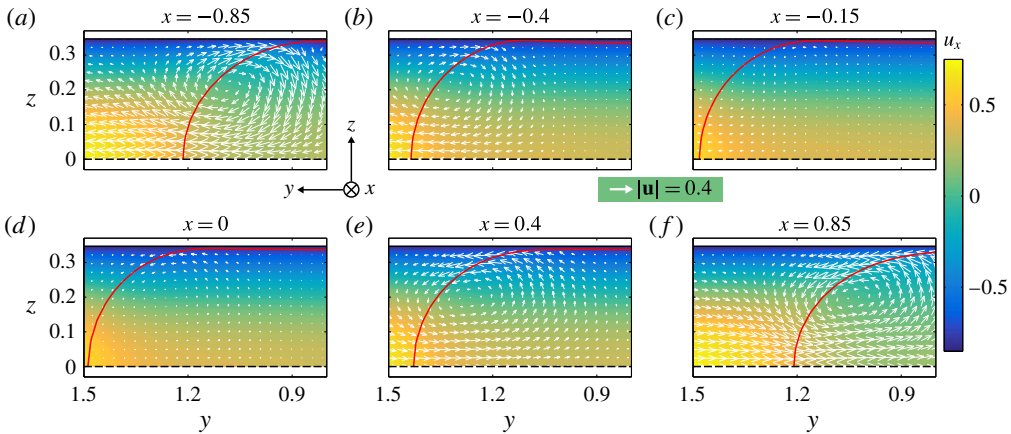 (a) x = −0.85 (b) x = −0.4 (c) x = −0.15
u_x
0.3
0.2
z
0.1
0
0.5
0
−0.5
z
y x
|u| = 0.4
(d) x = 0 (e) x = 0.4 (f) x = 0.85
0.3
0.2
z
0.1
0
1.5 1.2 0.9 1.5 1.2 0.9 1.5 1.2 0.9
y y y